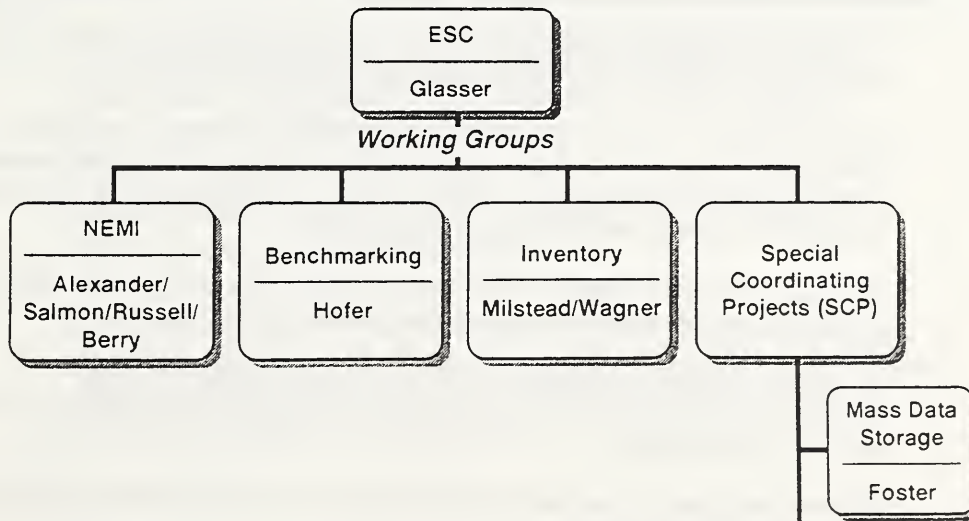 ESC
Glasser
Working Groups
NEMI
Alexander/
Salmon/Russell/
Berry
Benchmarking
Hofer
Inventory
Milstead/Wagner
Special
Coordinating
Projects (SCP)
Mass Data
Storage
Foster